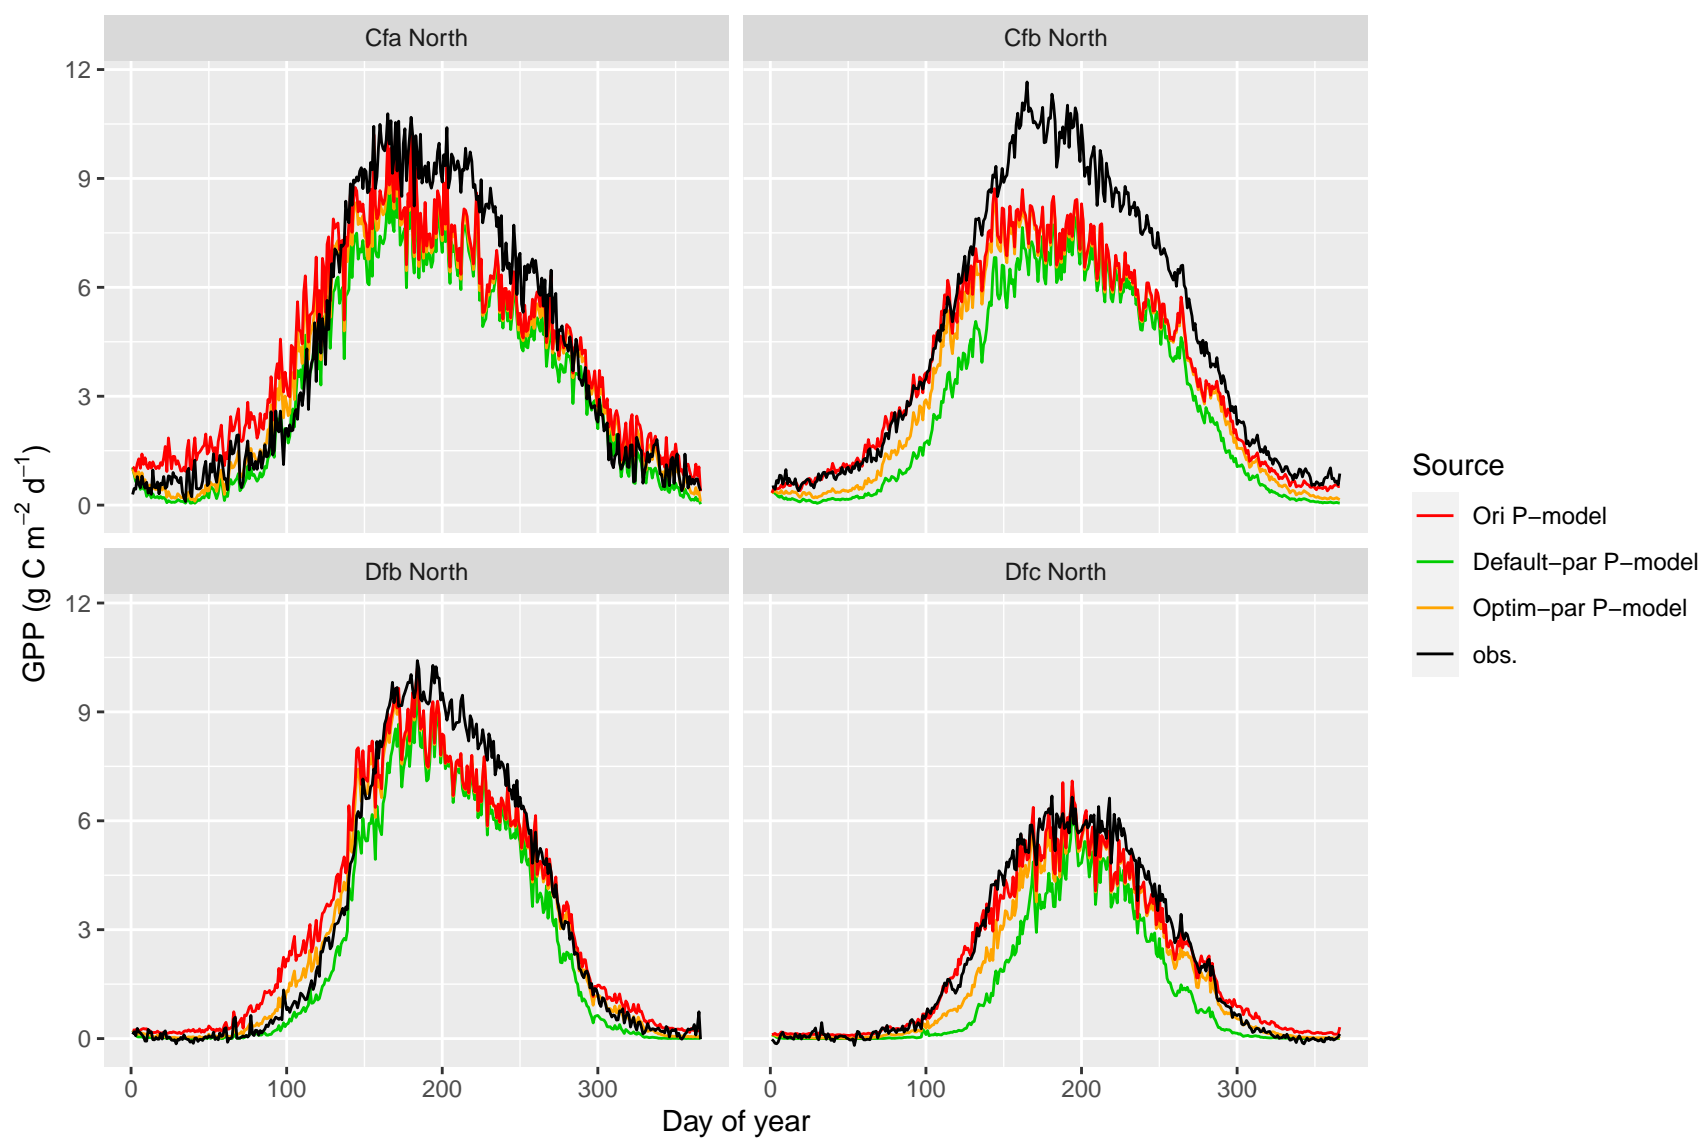 Cfa North
Cfb North
12
9
6
3
0
Dfb North
Dfc North
12
9
6
3
0
0 100 200 300
0 100 200 300
Day of year
GPP (g C m⁻² d⁻¹)
Source
Ori P−model
Default−par P−model
Optim−par P−model
obs.